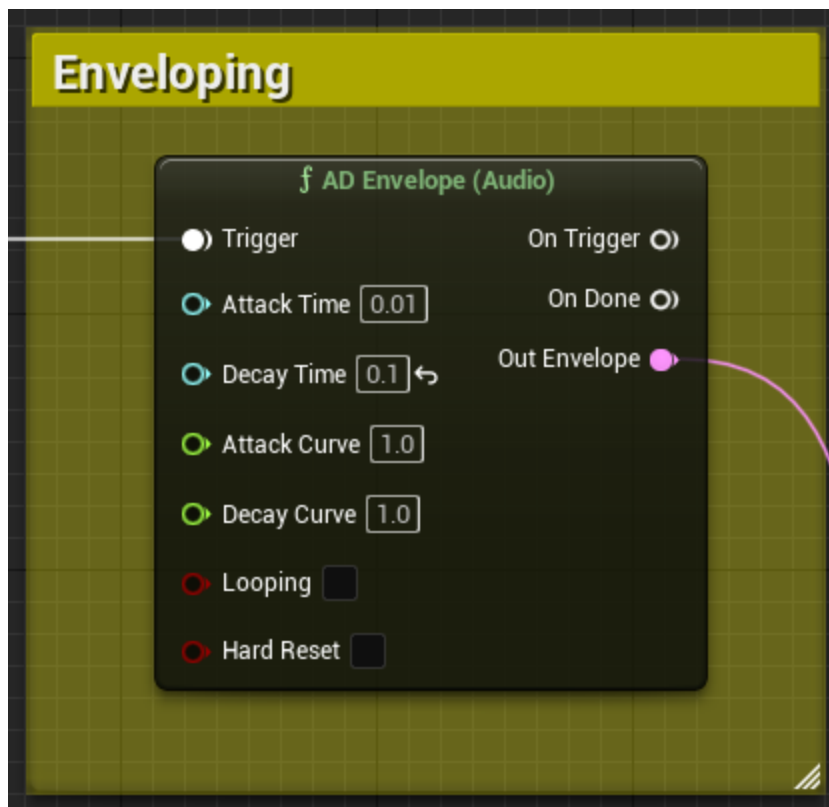 Enveloping
ƒ AD Envelope (Audio)
Trigger On Trigger
Attack Time 0.01 On Done
Decay Time 0.1 Out Envelope
Attack Curve 1.0
Decay Curve 1.0
Looping
Hard Reset